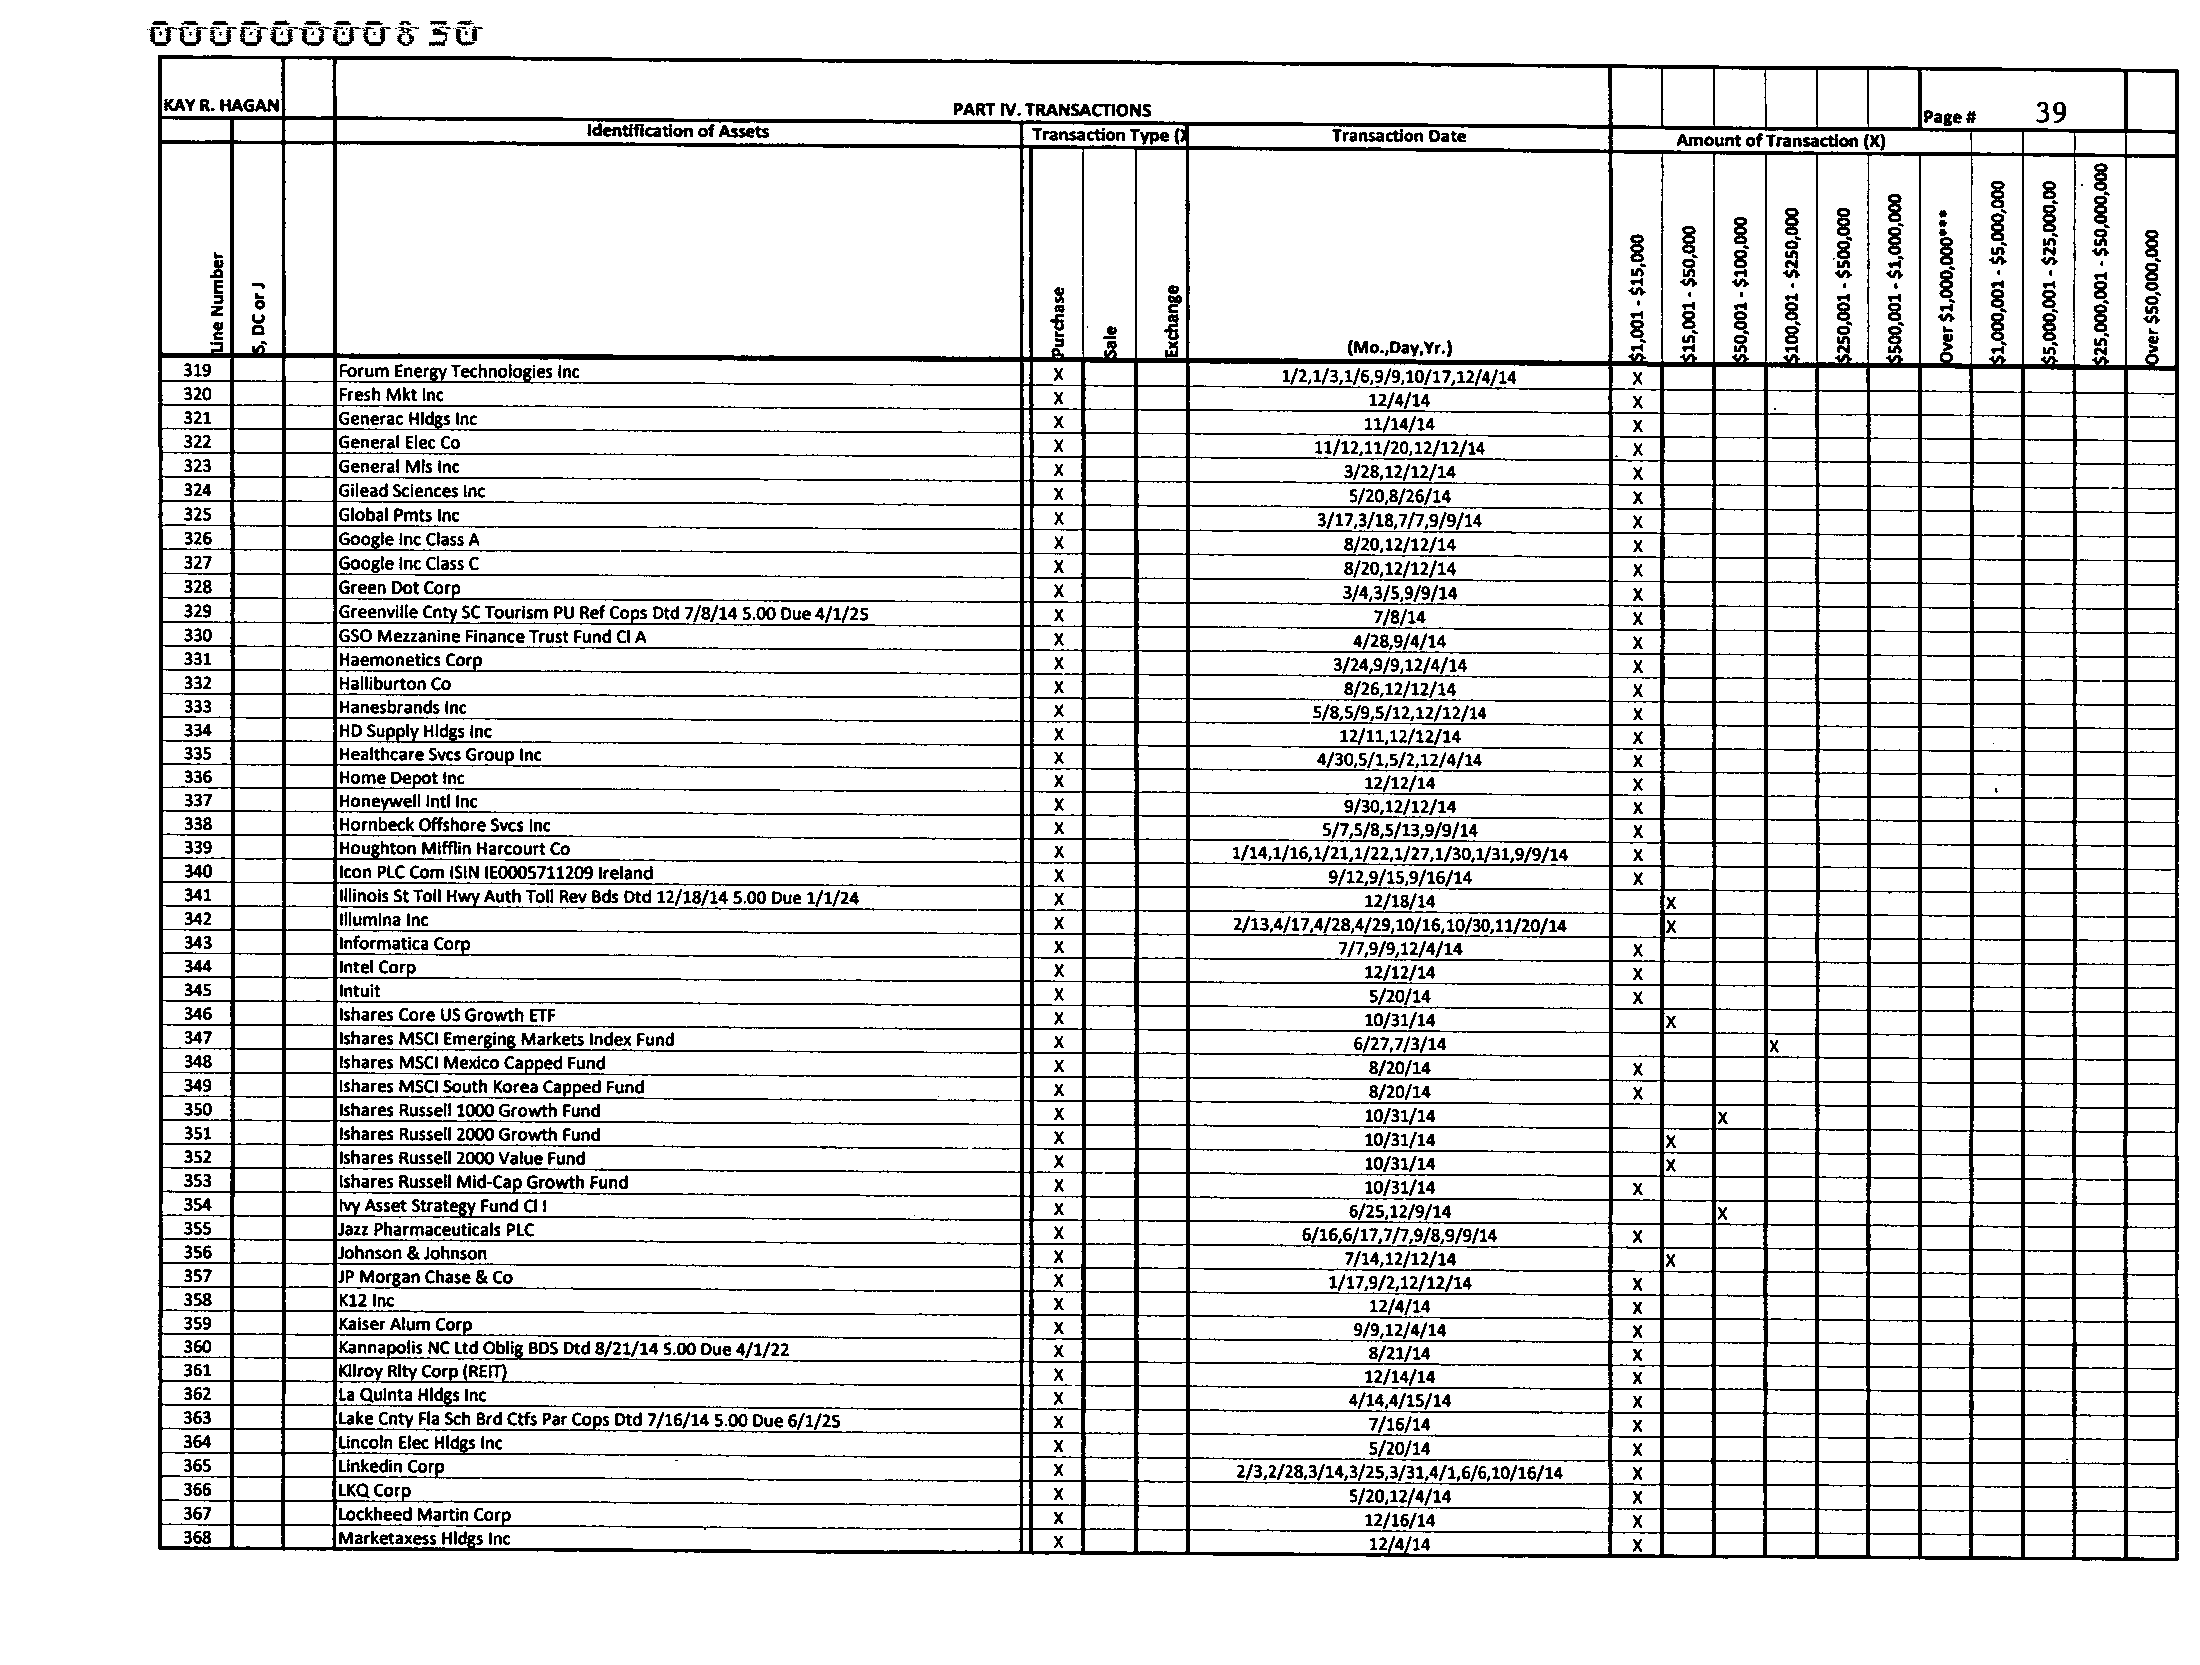 000000000830
KAY R. HAGAN PART IV. TRANSACTIONS Page # 39
Identification of Assets Transaction Type (X Transaction Date Amount of Transaction (X)
Line Number S, DC or J Purchase Sale Exchange (Mo.,Day,Yr.) $1,001 - $15,000 $15,001 - $50,000 $50,001 - $100,000 $100,001 - $250,000 $250,001 - $500,000 $500,001 - $1,000,000 Over $1,000,000*** $1,000,001 - $5,000,000 $5,000,001 - $25,000,00 $25,000,001 - $50,000,000 Over $50,000,000
319 Forum Energy Technologies Inc X 1/2,1/3,1/6,9/9,10/17,12/4/14 X
320 Fresh Mkt Inc X 12/4/14 X
321 Generac Hldgs Inc X 11/14/14 X
322 General Elec Co X 11/12,11/20,12/12/14 X
323 General Mls Inc X 3/28,12/12/14 X
324 Gilead Sciences Inc X 5/20,8/26/14 X
325 Global Pmts Inc X 3/17,3/18,7/7,9/9/14 X
326 Google Inc Class A X 8/20,12/12/14 X
327 Google Inc Class C X 8/20,12/12/14 X
328 Green Dot Corp X 3/4,3/5,9/9/14 X
329 Greenville Cnty SC Tourism PU Ref Cops Dtd 7/8/14 5.00 Due 4/1/25 X 7/8/14 X
330 GSO Mezzanine Finance Trust Fund Cl A X 4/28,9/4/14 X
331 Haemonetics Corp X 3/24,9/9,12/4/14 X
332 Halliburton Co X 8/26,12/12/14 X
333 Hanesbrands Inc X 5/8,5/9,5/12,12/12/14 X
334 HD Supply Hldgs Inc X 12/11,12/12/14 X
335 Healthcare Svcs Group Inc X 4/30,5/1,5/2,12/4/14 X
336 Home Depot Inc X 12/12/14 X
337 Honeywell Intl Inc X 9/30,12/12/14 X
338 Hornbeck Offshore Svcs Inc X 5/7,5/8,5/13,9/9/14 X
339 Houghton Mifflin Harcourt Co X 1/14,1/16,1/21,1/22,1/27,1/30,1/31,9/9/14 X
340 Icon PLC Com ISIN IE0005711209 Ireland X 9/12,9/15,9/16/14 X
341 Illinois St Toll Hwy Auth Toll Rev Bds Dtd 12/18/14 5.00 Due 1/1/24 X 12/18/14 X
342 Illumina Inc X 2/13,4/17,4/28,4/29,10/16,10/30,11/20/14 X
343 Informatica Corp X 7/7,9/9,12/4/14 X
344 Intel Corp X 12/12/14 X
345 Intuit X 5/20/14 X
346 Ishares Core US Growth ETF X 10/31/14 X
347 Ishares MSCI Emerging Markets Index Fund X 6/27,7/3/14 X
348 Ishares MSCI Mexico Capped Fund X 8/20/14 X
349 Ishares MSCI South Korea Capped Fund X 8/20/14 X
350 Ishares Russell 1000 Growth Fund X 10/31/14 X
351 Ishares Russell 2000 Growth Fund X 10/31/14 X
352 Ishares Russell 2000 Value Fund X 10/31/14 X
353 Ishares Russell Mid-Cap Growth Fund X 10/31/14 X
354 Ivy Asset Strategy Fund Cl I X 6/25,12/9/14 X
355 Jazz Pharmaceuticals PLC X 6/16,6/17,7/7,9/8,9/9/14 X
356 Johnson & Johnson X 7/14,12/12/14 X
357 JP Morgan Chase & Co X 1/17,9/2,12/12/14 X
358 K12 Inc X 12/4/14 X
359 Kaiser Alum Corp X 9/9,12/4/14 X
360 Kannapolis NC Ltd Oblig BDS Dtd 8/21/14 5.00 Due 4/1/22 X 8/21/14 X
361 Kilroy Rlty Corp (REIT) X 12/14/14 X
362 La Quinta Hldgs Inc X 4/14,4/15/14 X
363 Lake Cnty Fla Sch Brd Ctfs Par Cops Dtd 7/16/14 5.00 Due 6/1/25 X 7/16/14 X
364 Lincoln Elec Hldgs Inc X 5/20/14 X
365 Linkedin Corp X 2/3,2/28,3/14,3/25,3/31,4/1,6/6,10/16/14 X
366 LKQ Corp X 5/20,12/4/14 X
367 Lockheed Martin Corp X 12/16/14 X
368 Marketaxess Hldgs Inc X 12/4/14 X